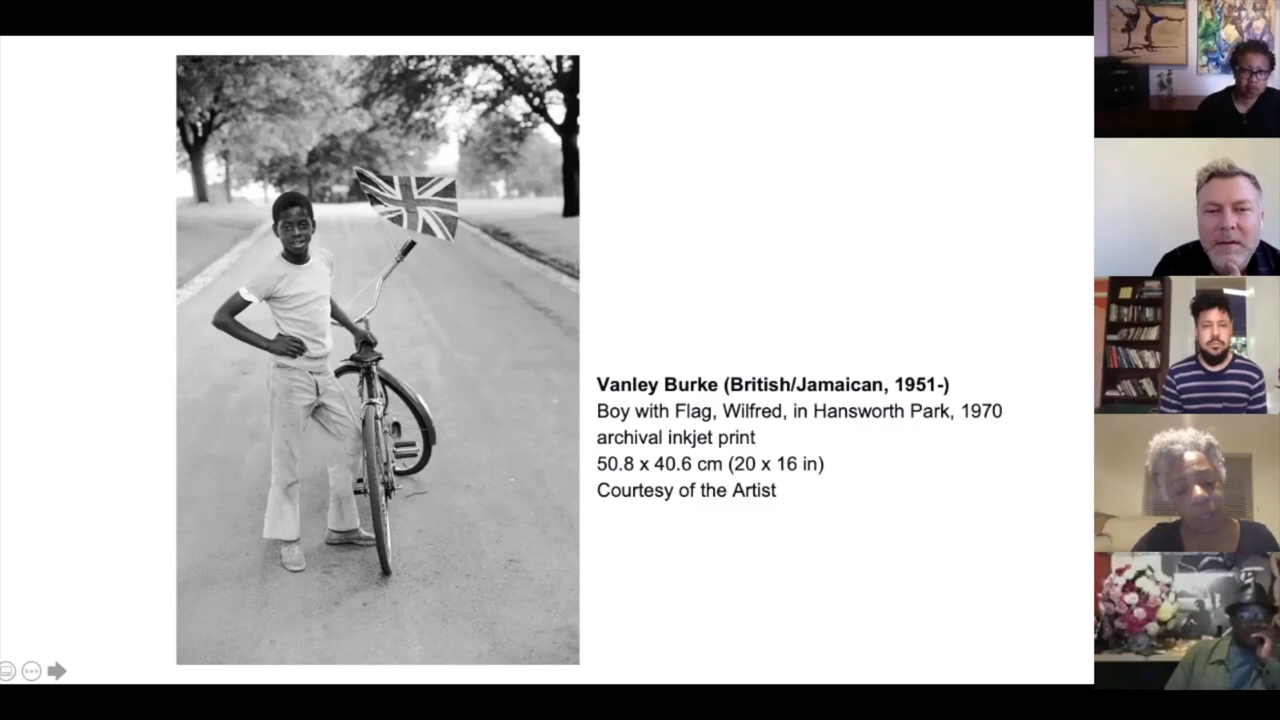 Vanley Burke (British/Jamaican, 1951-)
Boy with Flag, Wilfred, in Hansworth Park, 1970
archival inkjet print
50.8 x 40.6 cm (20 x 16 in)
Courtesy of the Artist